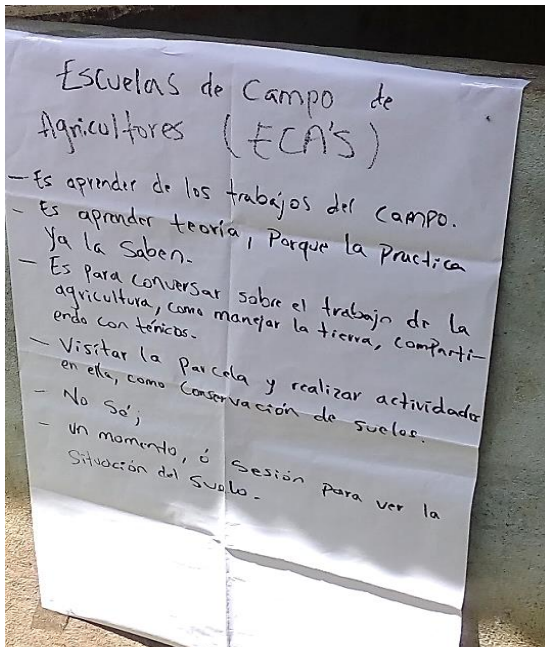 Escuelas de Campo de
Agricultores (ECA'S)
- Es aprender de los trabajos del campo.
- Es aprender teoría, Porque la Practica
Ya la Saben.
- Es Para conversar sobre el trabajo de la
agricultura, como manejar la tierra, comparti-
endo con ténicos.
- Visitar la Parcela y realizar actividades
en ella, como Conservación de suelos.
- No Sé;
- un momento, ó Sesión para ver la
Situación del Suelo.